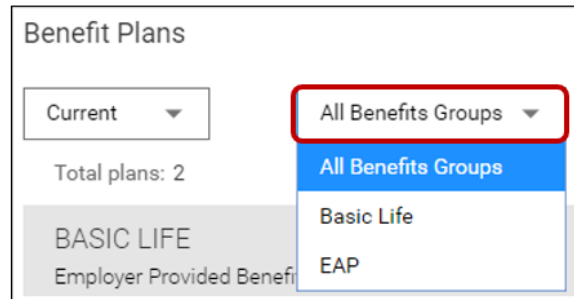 Benefit Plans
Current
All Benefits Groups
Total plans: 2
All Benefits Groups
Basic Life
EAP
BASIC LIFE
Employer Provided